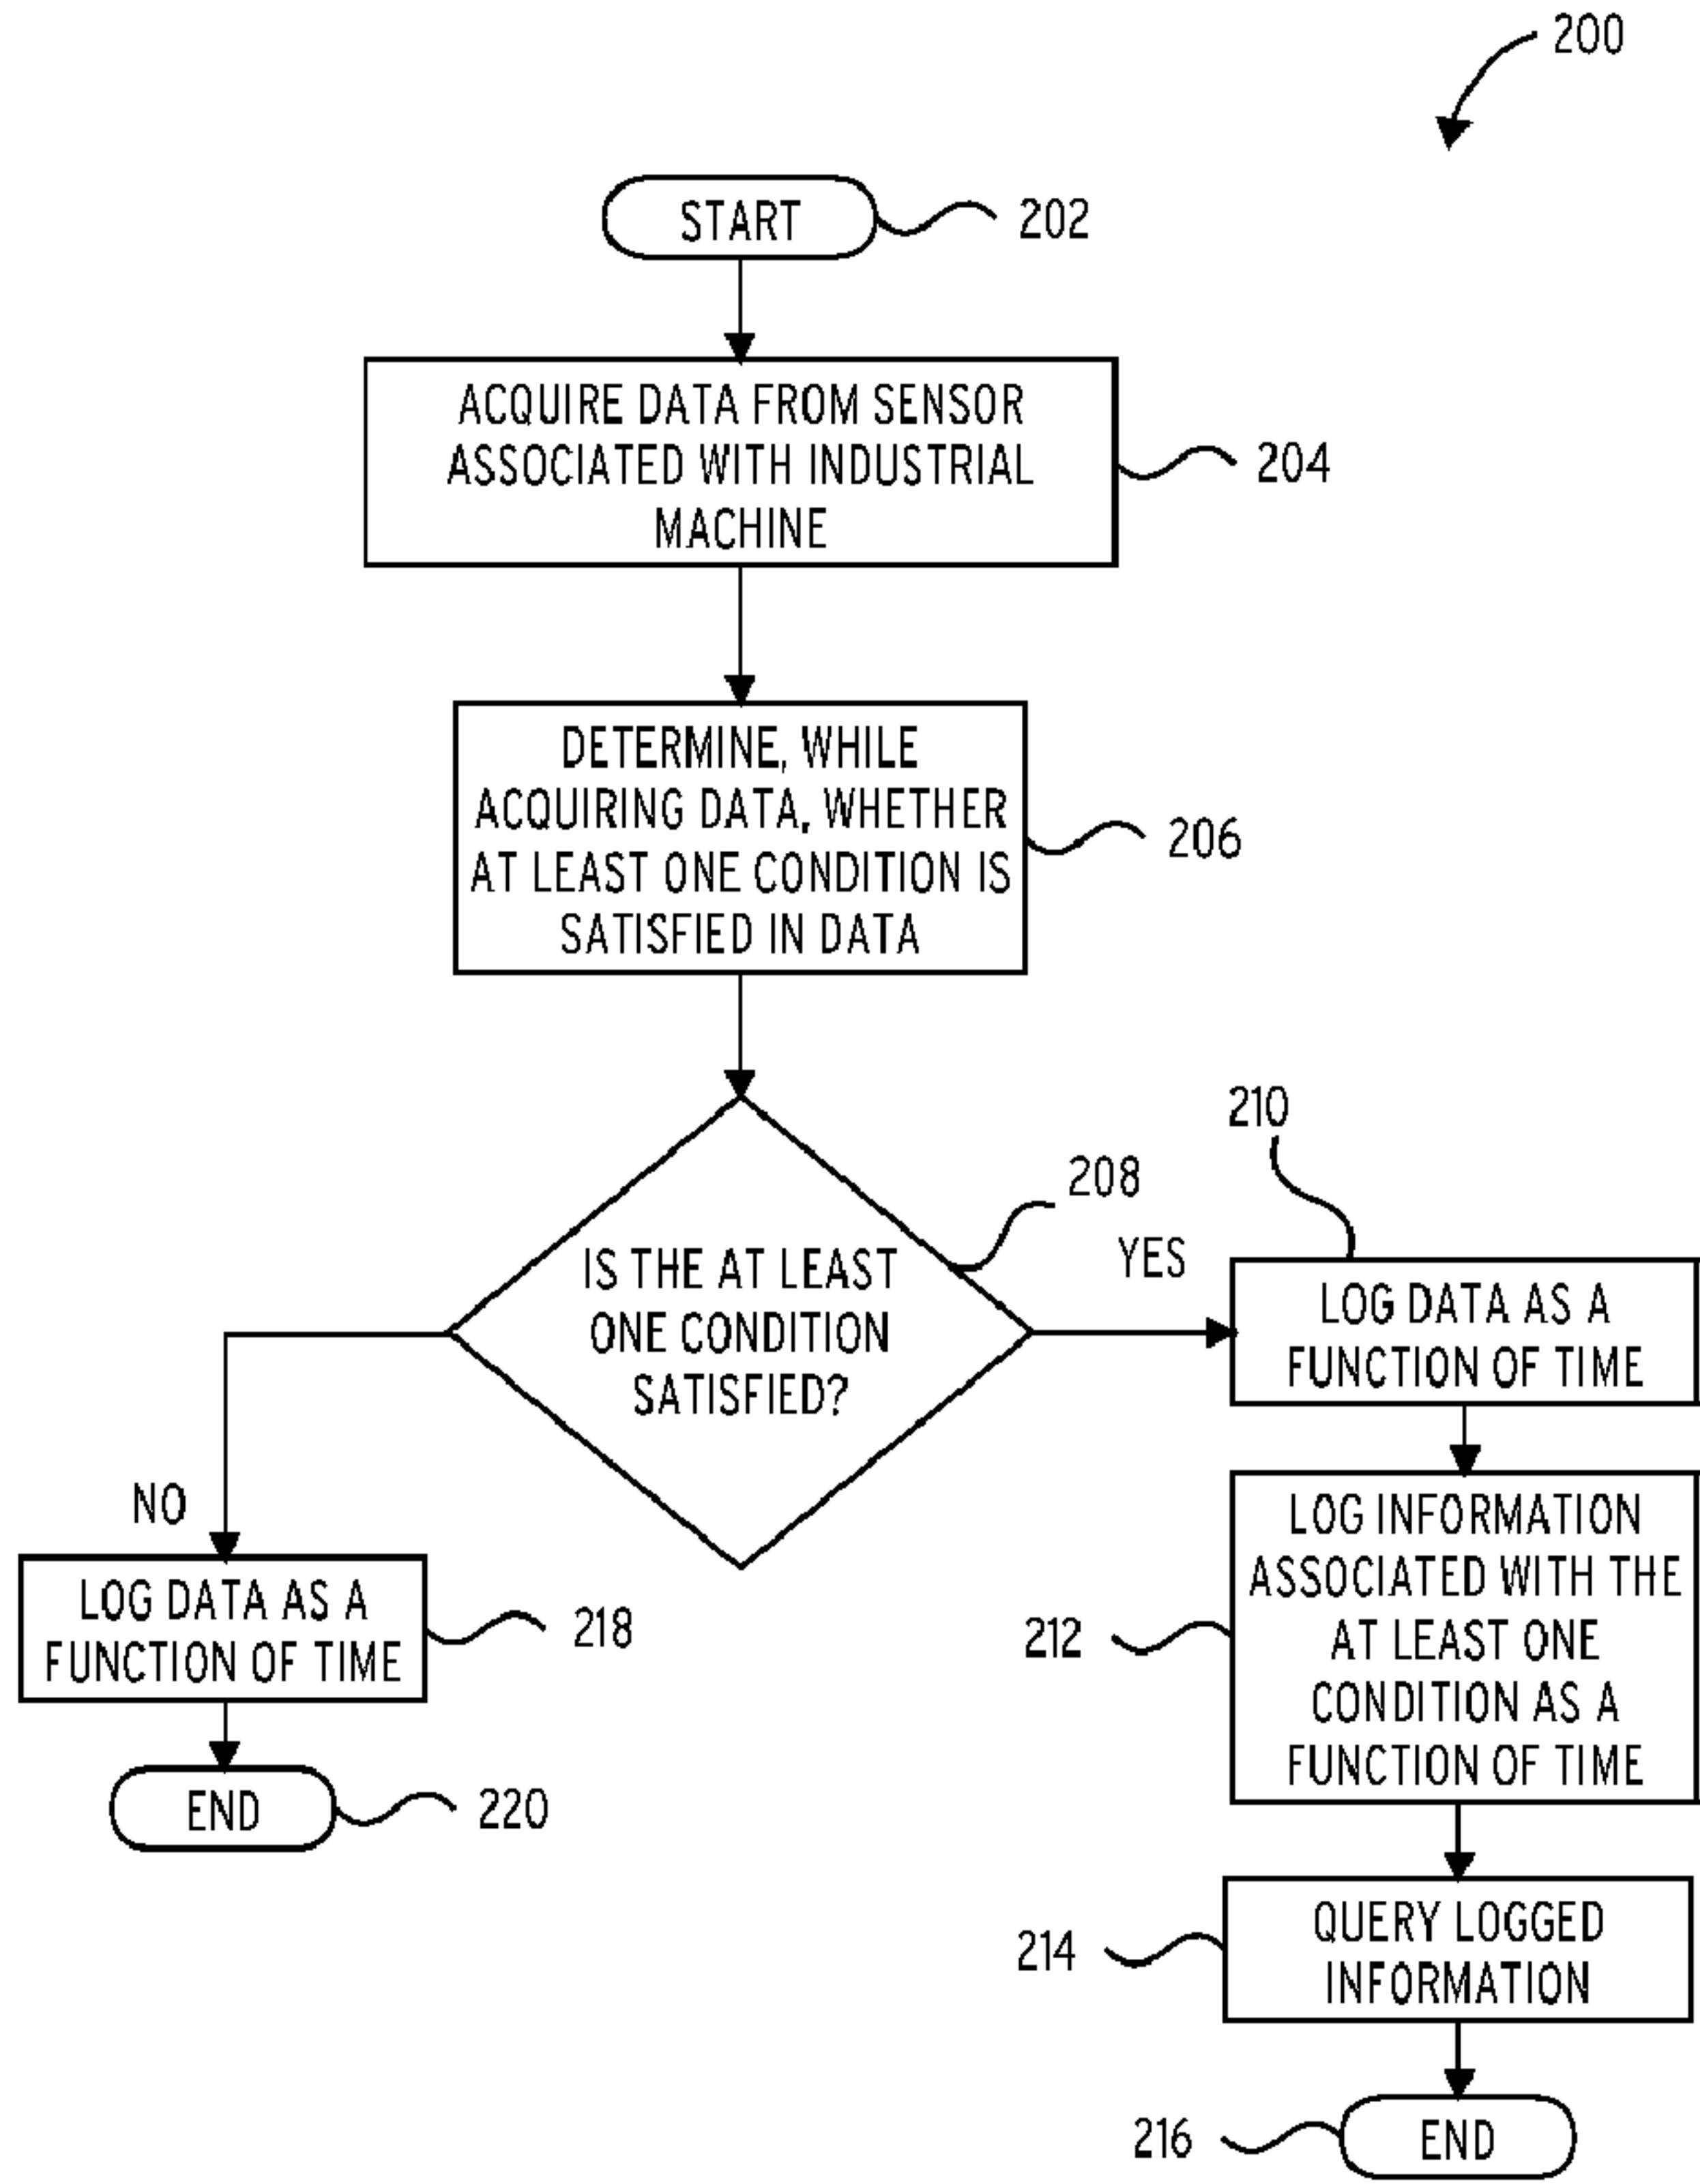 200
START
202
ACQUIRE DATA FROM SENSOR
ASSOCIATED WITH INDUSTRIAL
MACHINE
204
DETERMINE, WHILE
ACQUIRING DATA, WHETHER
AT LEAST ONE CONDITION IS
SATISFIED IN DATA
206
IS THE AT LEAST
ONE CONDITION
SATISFIED?
208
YES
210
LOG DATA AS A
FUNCTION OF TIME
LOG INFORMATION
ASSOCIATED WITH THE
AT LEAST ONE
CONDITION AS A
FUNCTION OF TIME
212
QUERY LOGGED
INFORMATION
214
END
216
NO
LOG DATA AS A
FUNCTION OF TIME
218
END
220